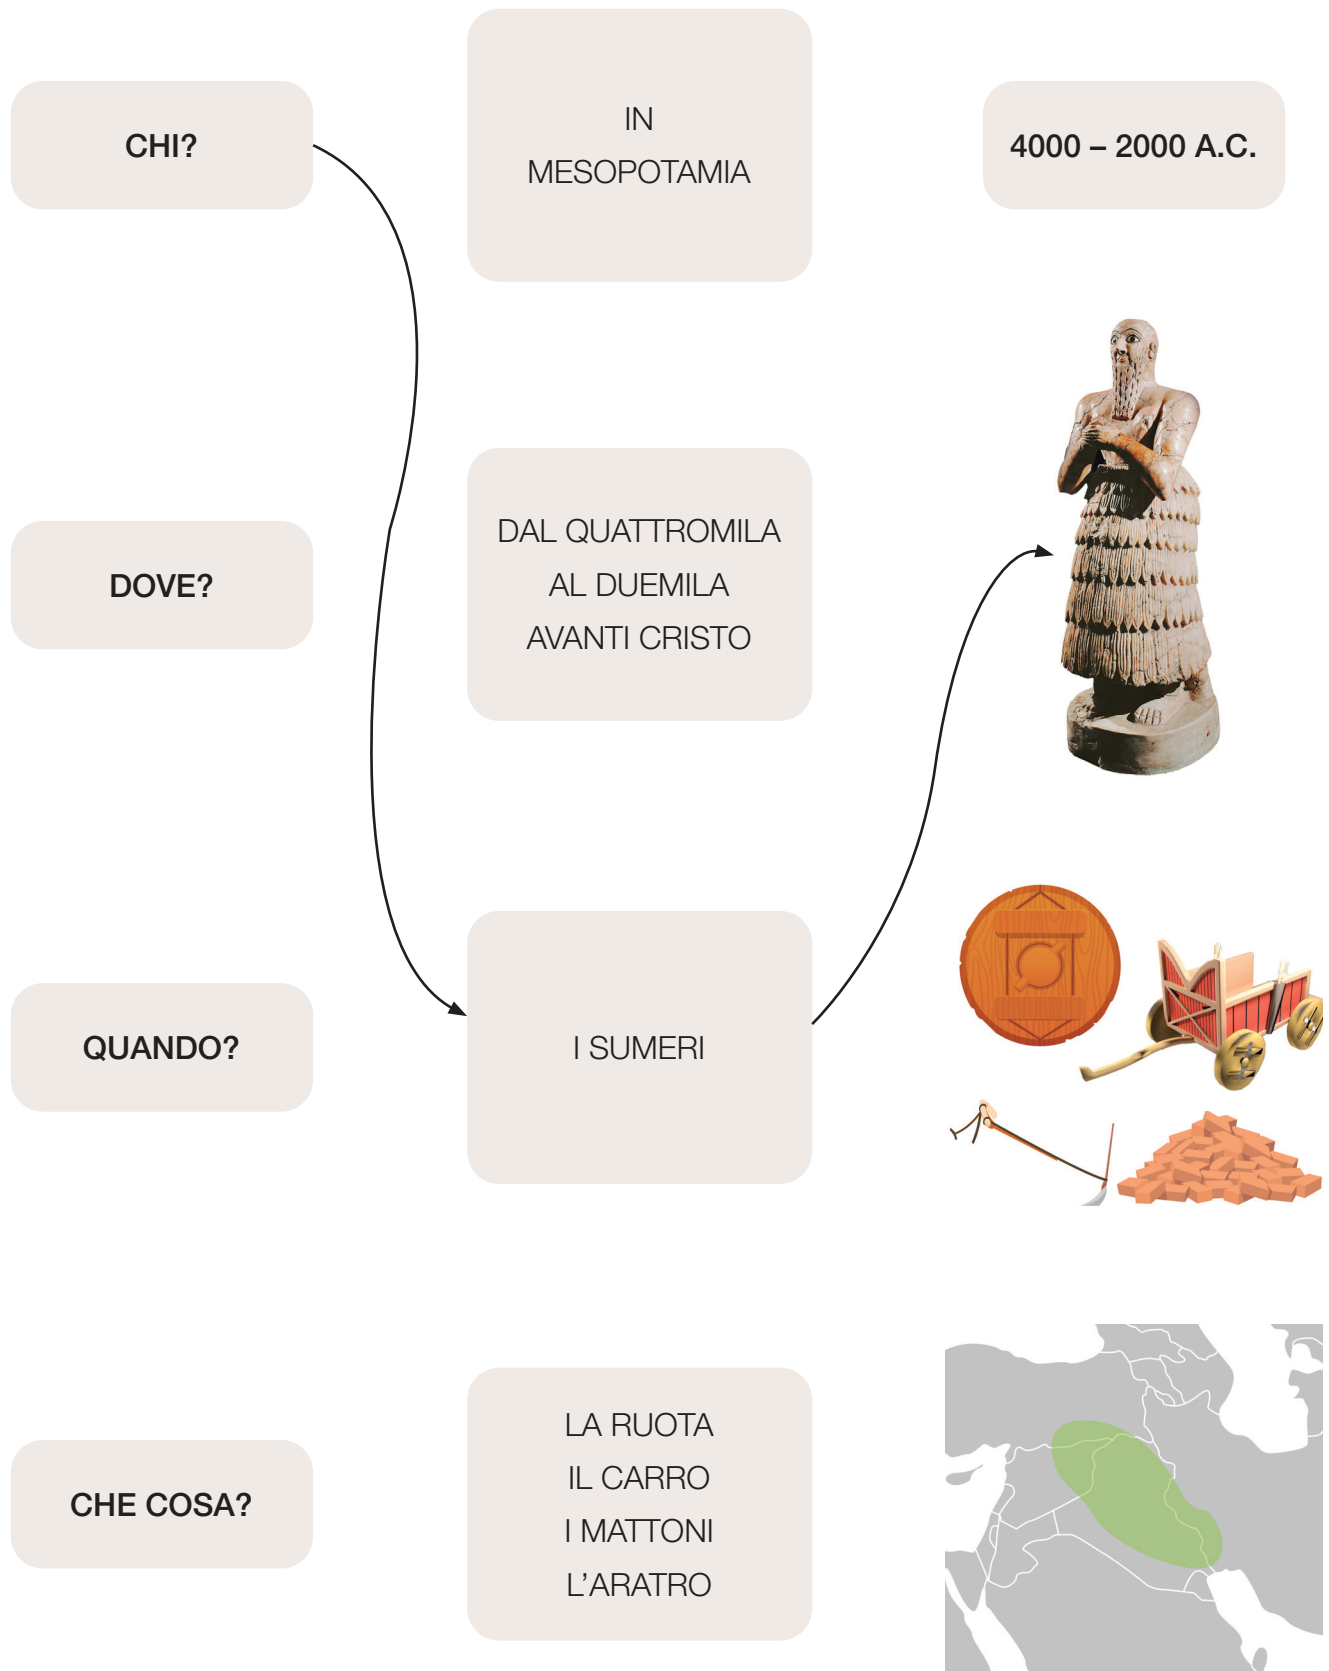 CHI?
IN
MESOPOTAMIA
4000 – 2000 A.C.
DOVE?
DAL QUATTROMILA
AL DUEMILA
AVANTI CRISTO
QUANDO?
I SUMERI
CHE COSA?
LA RUOTA
IL CARRO
I MATTONI
L’ARATRO